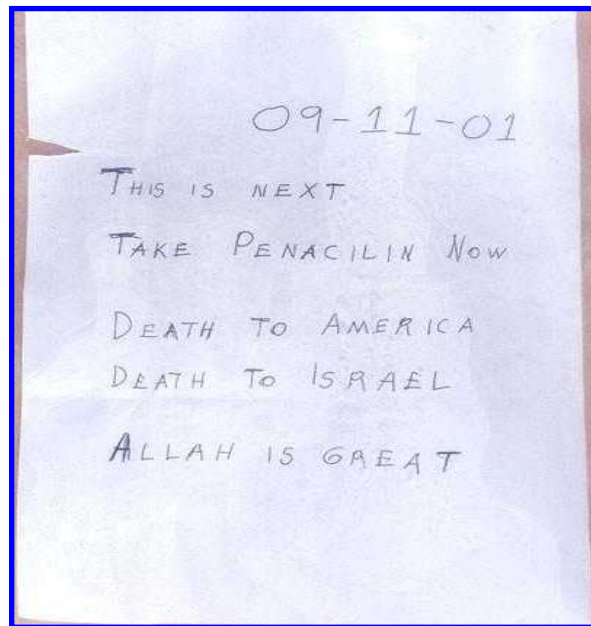 09-11-01
THIS IS NEXT
TAKE PENACILIN NOW
DEATH TO AMERICA
DEATH TO ISRAEL
ALLAH IS GREAT